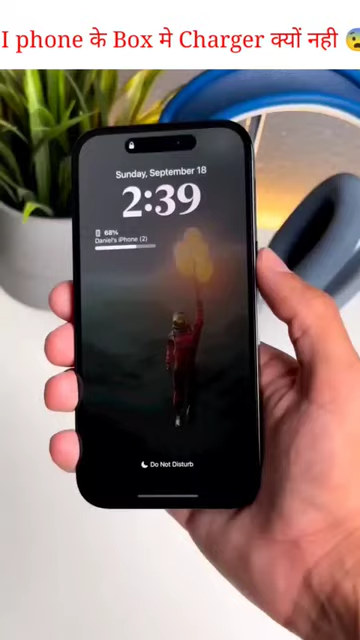 I phone के Box मे Charger क्यों नही 😨
Sunday, September 18
2:39
68%
Daniel's iPhone (2)
Do Not Disturb